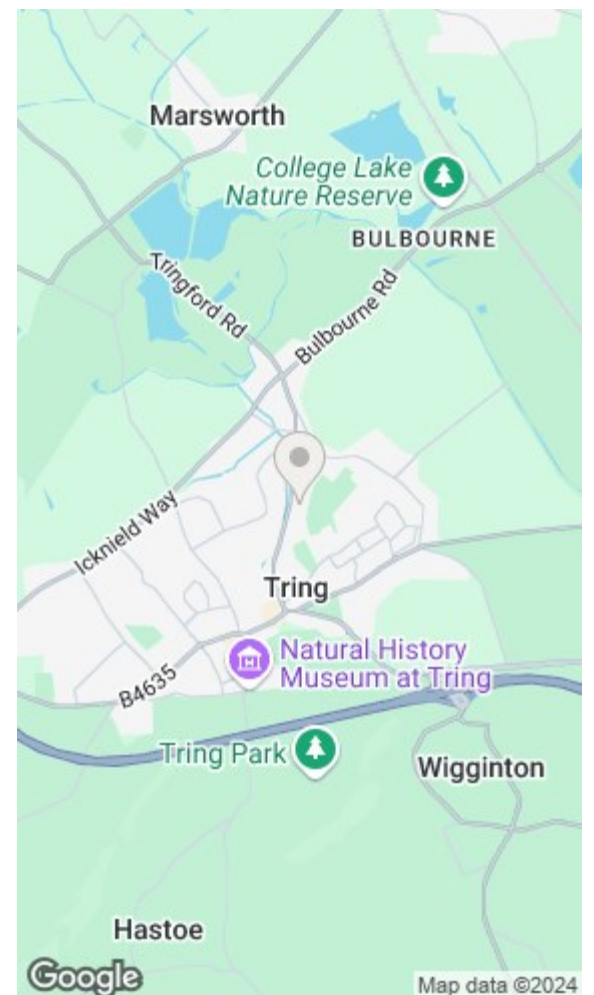 Marsworth
College Lake
Nature Reserve
BULBOURNE
Tringford Rd
Bulbourne Rd
Icknield Way
Tring
Natural History
Museum at Tring
B4635
Tring Park
Wigginton
Hastoe
Google
Map data ©2024